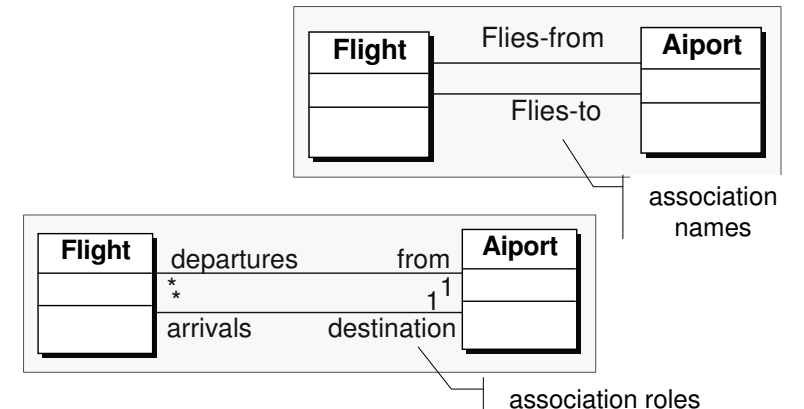 Flight
Flies-from
Aiport
Flies-to
association
names
Flight
departures
from
Aiport
*
1
*
1
arrivals
destination
association roles